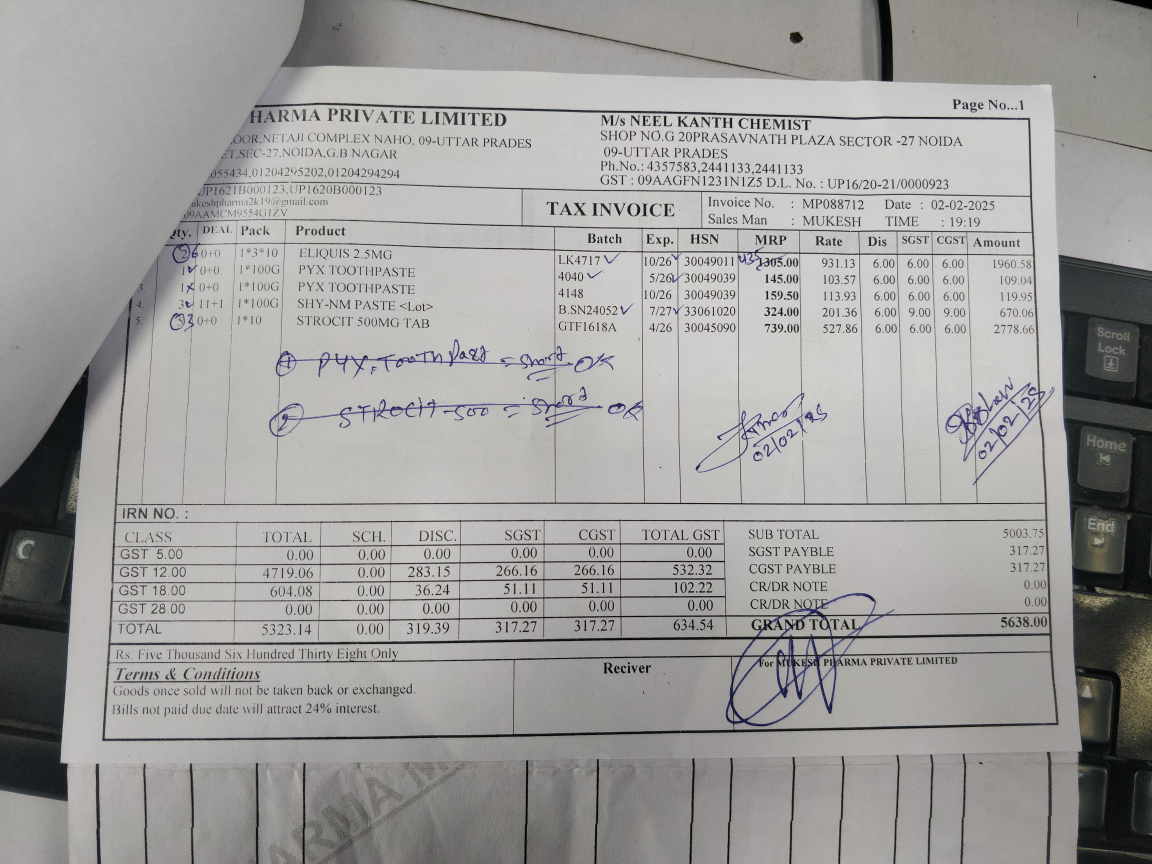 Page No...1
HARMA PRIVATE LIMITED
OOR,NETAJI COMPLEX NAHO, 09-UTTAR PRADES
ET,SEC-27,NOIDA,G.B NAGAR
055434,01204295202,01204294294
UP1621B000123,UP1620B000123
ukeshpharma2k19@gmail.com
09AAMCM9554G1ZV
M/s NEEL KANTH CHEMIST
SHOP NO.G 20PRASAVNATH PLAZA SECTOR -27 NOIDA
09-UTTAR PRADES
Ph.No.: 4357583,2441133,2441133
GST : 09AAGFN1231N1Z5 D.L. No. : UP16/20-21/0000923
TAX INVOICE
Invoice No. : MP088712 Date : 02-02-2025
Sales Man : MUKESH TIME : 19:19
Qty. DEAL Pack Product Batch Exp. HSN MRP Rate Dis SGST CGST Amount
2 6 0+0 1*3*10 ELIQUIS 2.5MG LK4717 10/26 30049011 435 1305.00 931.13 6.00 6.00 6.00 1960.58
1 0+0 1*100G PYX TOOTHPASTE 4040 5/26 30049039 145.00 103.57 6.00 6.00 6.00 109.04
3. 1 0+0 1*100G PYX TOOTHPASTE 4148 10/26 30049039 159.50 113.93 6.00 6.00 6.00 119.95
4. 3 11+1 1*100G SHY-NM PASTE <Lot> B.SN24052 7/27 33061020 324.00 201.36 6.00 9.00 9.00 670.06
5. 3 0+0 1*10 STROCIT 500MG TAB GTF1618A 4/26 30045090 739.00 527.86 6.00 6.00 6.00 2778.66
1 PYX. Tooth Past = Short OK
2 STROCIT-500 = Short OK
02/02/25
02/02/25
IRN NO. :
CLASS TOTAL SCH. DISC. SGST CGST TOTAL GST
GST 5.00 0.00 0.00 0.00 0.00 0.00 0.00
GST 12.00 4719.06 0.00 283.15 266.16 266.16 532.32
GST 18.00 604.08 0.00 36.24 51.11 51.11 102.22
GST 28.00 0.00 0.00 0.00 0.00 0.00 0.00
TOTAL 5323.14 0.00 319.39 317.27 317.27 634.54
SUB TOTAL 5003.75
SGST PAYBLE 317.27
CGST PAYBLE 317.27
CR/DR NOTE 0.00
CR/DR NOTE 0.00
GRAND TOTAL 5638.00
Rs. Five Thousand Six Hundred Thirty Eight Only
Terms & Conditions
Goods once sold will not be taken back or exchanged.
Bills not paid due date will attract 24% interest.
Reciver
For MUKESH PHARMA PRIVATE LIMITED
ARMA M
Scroll
Lock
Home
End
C